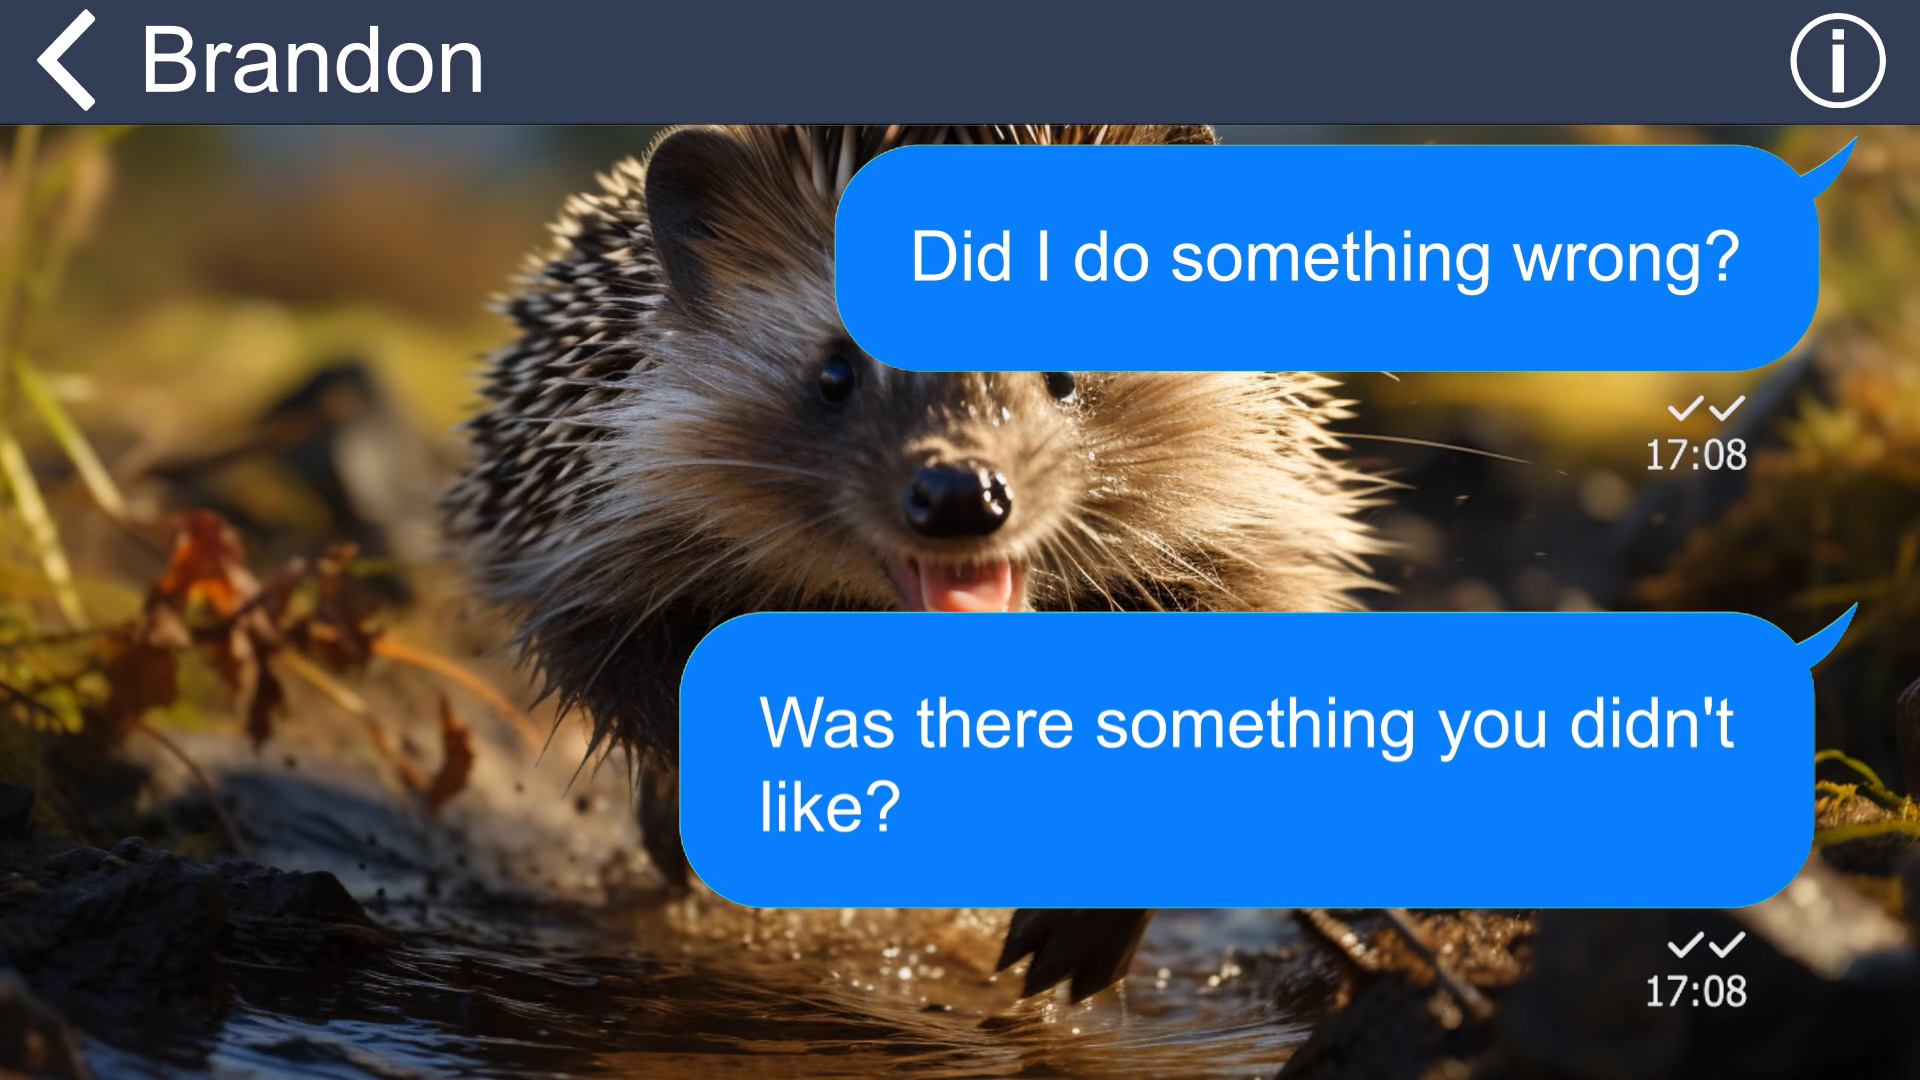 Brandon
Did I do something wrong?
17:08
Was there something you didn't
like?
17:08